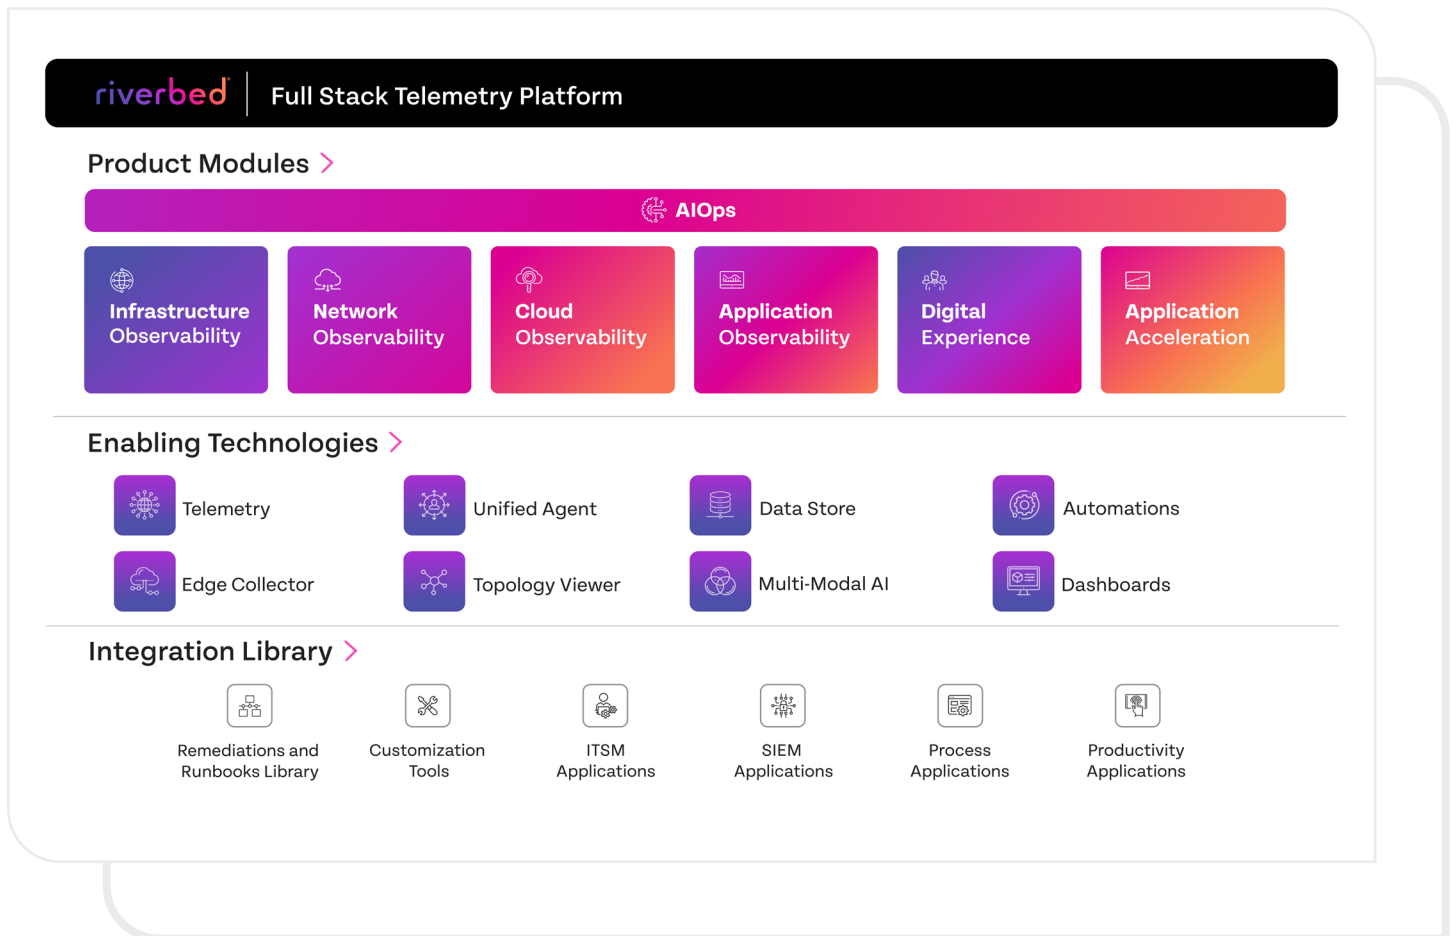 riverbed
Full Stack Telemetry Platform
Product Modules
AIOps
Infrastructure
Observability
Network
Observability
Cloud
Observability
Application
Observability
Digital
Experience
Application
Acceleration
Enabling Technologies
Telemetry
Unified Agent
Data Store
Automations
Edge Collector
Topology Viewer
Multi-Modal AI
Dashboards
Integration Library
Remediations and
Runbooks Library
Customization
Tools
ITSM
Applications
SIEM
Applications
Process
Applications
Productivity
Applications